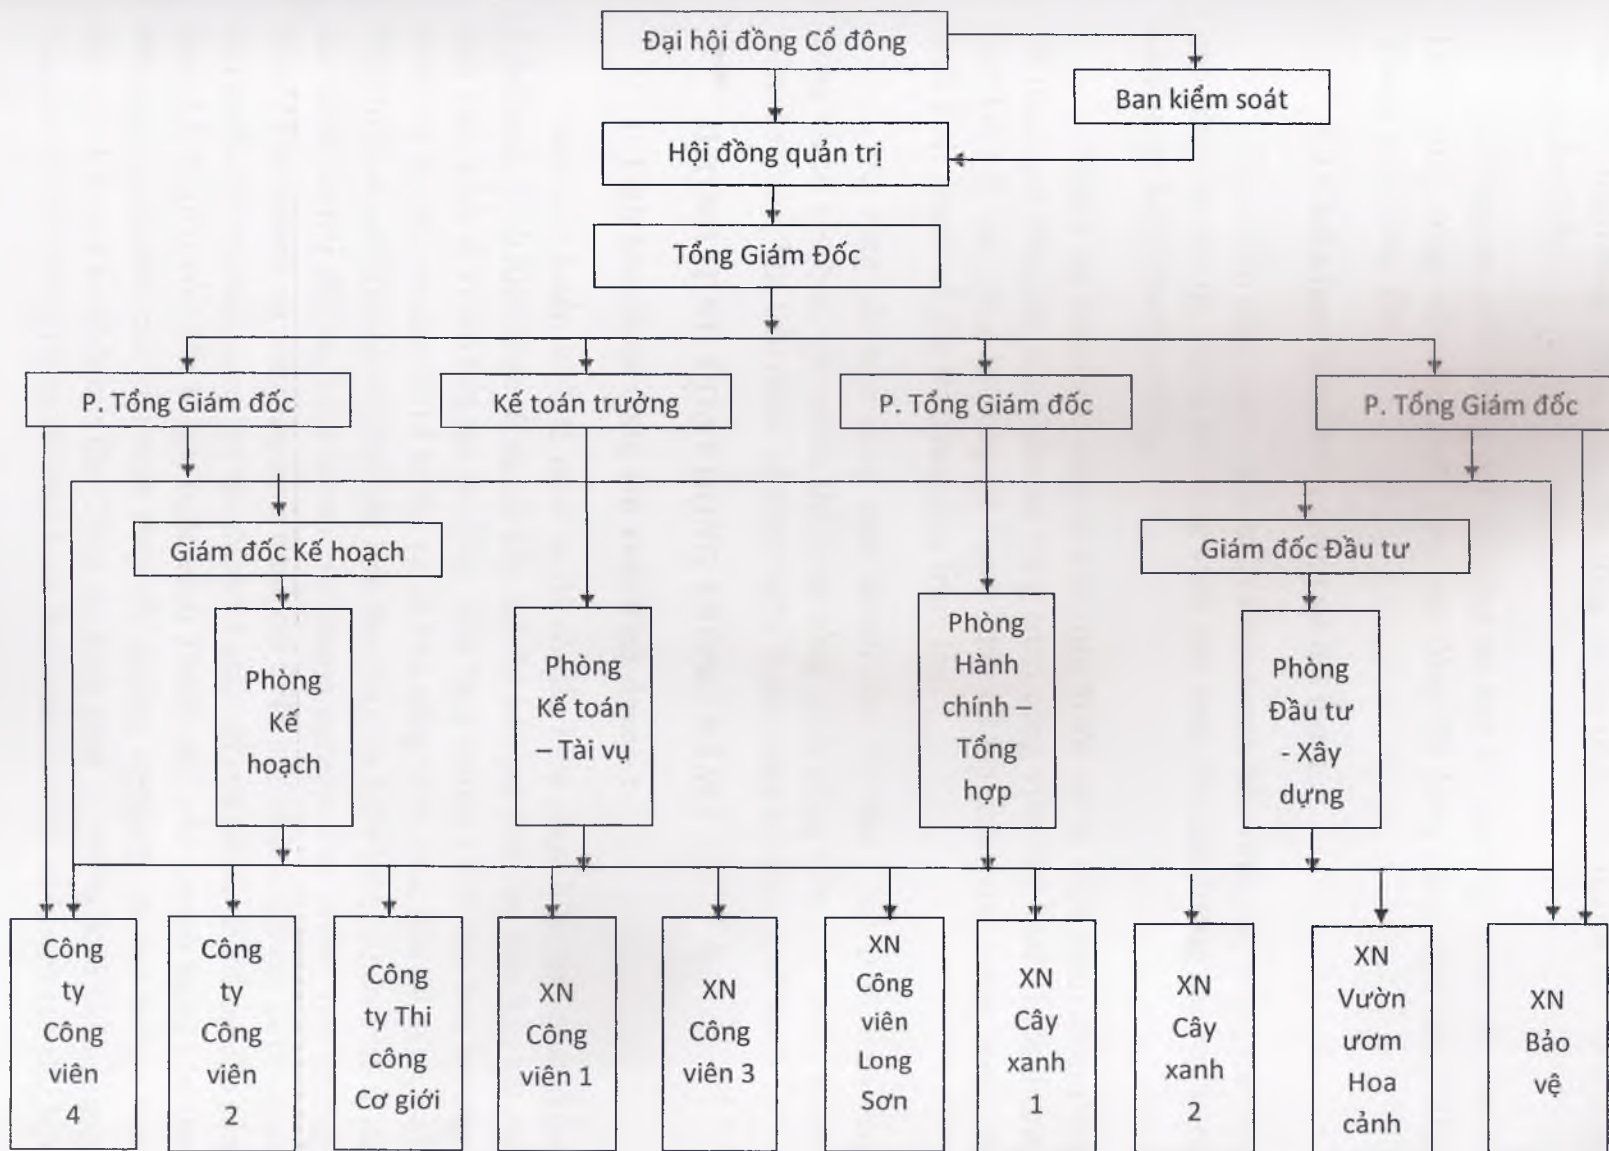 Đại hội đồng Cổ đông
Ban kiểm soát
Hội đồng quản trị
Tổng Giám Đốc
P. Tổng Giám đốc
Kế toán trưởng
P. Tổng Giám đốc
P. Tổng Giám đốc
Giám đốc Kế hoạch
Giám đốc Đầu tư
Phòng
Kế
hoạch
Phòng
Kế toán
– Tài vụ
Phòng
Hành
chính –
Tổng
hợp
Phòng
Đầu tư
- Xây
dựng
Công
ty
Công
viên
4
Công
ty
Công
viên
2
Công
ty Thi
công
Cơ giới
XN
Công
viên 1
XN
Công
viên 3
XN
Công
viên
Long
Sơn
XN
Cây
xanh
1
XN
Cây
xanh
2
XN
Vườn
ươm
Hoa
cảnh
XN
Bảo
vệ